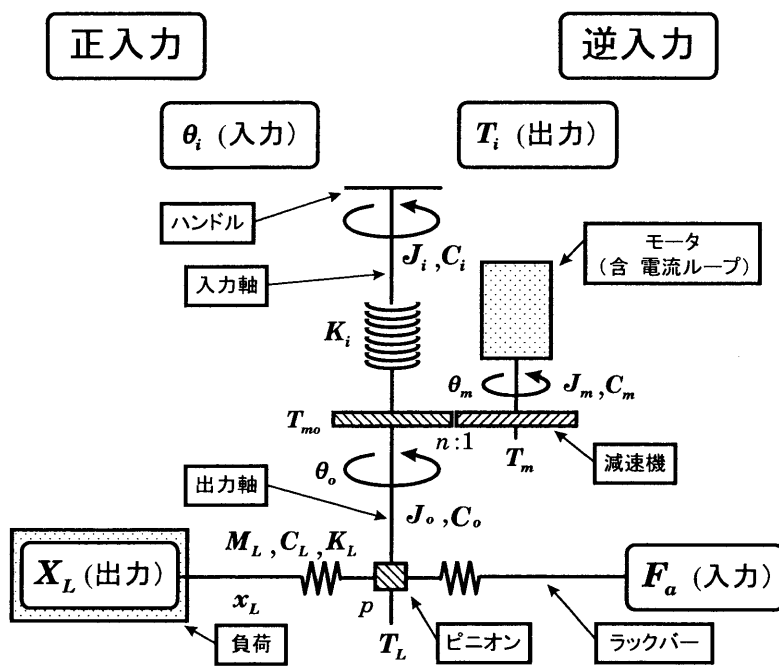 正入力
逆入力
θi (入力)
Ti (出力)
ハンドル
Ji ,Ci
モータ
(含 電流ループ)
入力軸
Ki
θm
Jm ,Cm
Tmo
n:1
Tm
減速機
θo
出力軸
Jo ,Co
ML ,CL ,KL
XL (出力)
Fa (入力)
xL
p
TL
負荷
ピニオン
ラックバー